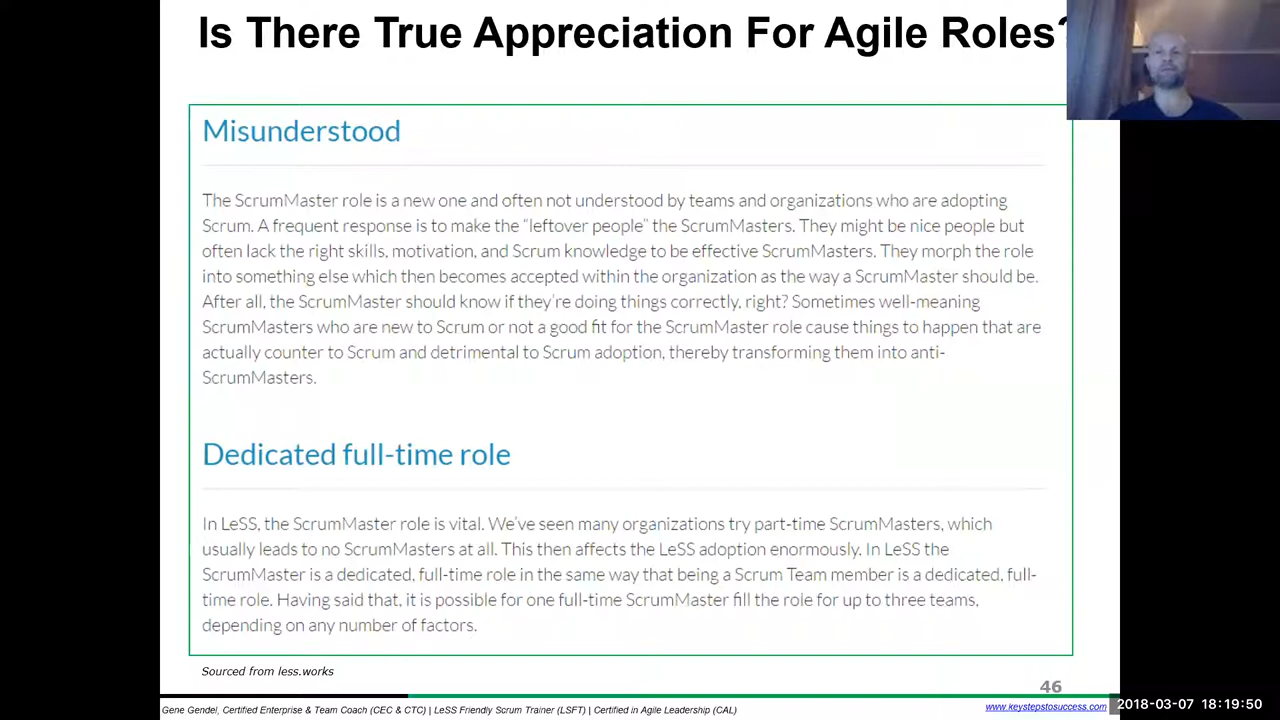 Is There True Appreciation For Agile Roles?
Misunderstood
The ScrumMaster role is a new one and often not understood by teams and organizations who are adopting
Scrum. A frequent response is to make the “leftover people” the ScrumMasters. They might be nice people but
often lack the right skills, motivation, and Scrum knowledge to be effective ScrumMasters. They morph the role
into something else which then becomes accepted within the organization as the way a ScrumMaster should be.
After all, the ScrumMaster should know if they’re doing things correctly, right? Sometimes well-meaning
ScrumMasters who are new to Scrum or not a good fit for the ScrumMaster role cause things to happen that are
actually counter to Scrum and detrimental to Scrum adoption, thereby transforming them into anti-
ScrumMasters.
Dedicated full-time role
In LeSS, the ScrumMaster role is vital. We’ve seen many organizations try part-time ScrumMasters, which
usually leads to no ScrumMasters at all. This then affects the LeSS adoption enormously. In LeSS the
ScrumMaster is a dedicated, full-time role in the same way that being a Scrum Team member is a dedicated, full-
time role. Having said that, it is possible for one full-time ScrumMaster fill the role for up to three teams,
depending on any number of factors.
Sourced from less.works
46
Gene Gendel, Certified Enterprise & Team Coach (CEC & CTC) | LeSS Friendly Scrum Trainer (LSFT) | Certified in Agile Leadership (CAL)
www.keystepstosuccess.com
2018-03-07 18:19:50